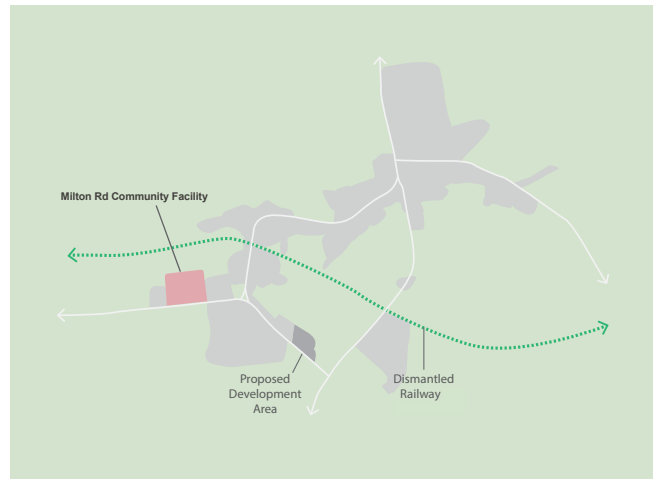 Milton Rd Community Facility
Proposed
Development
Area
Dismantled
Railway